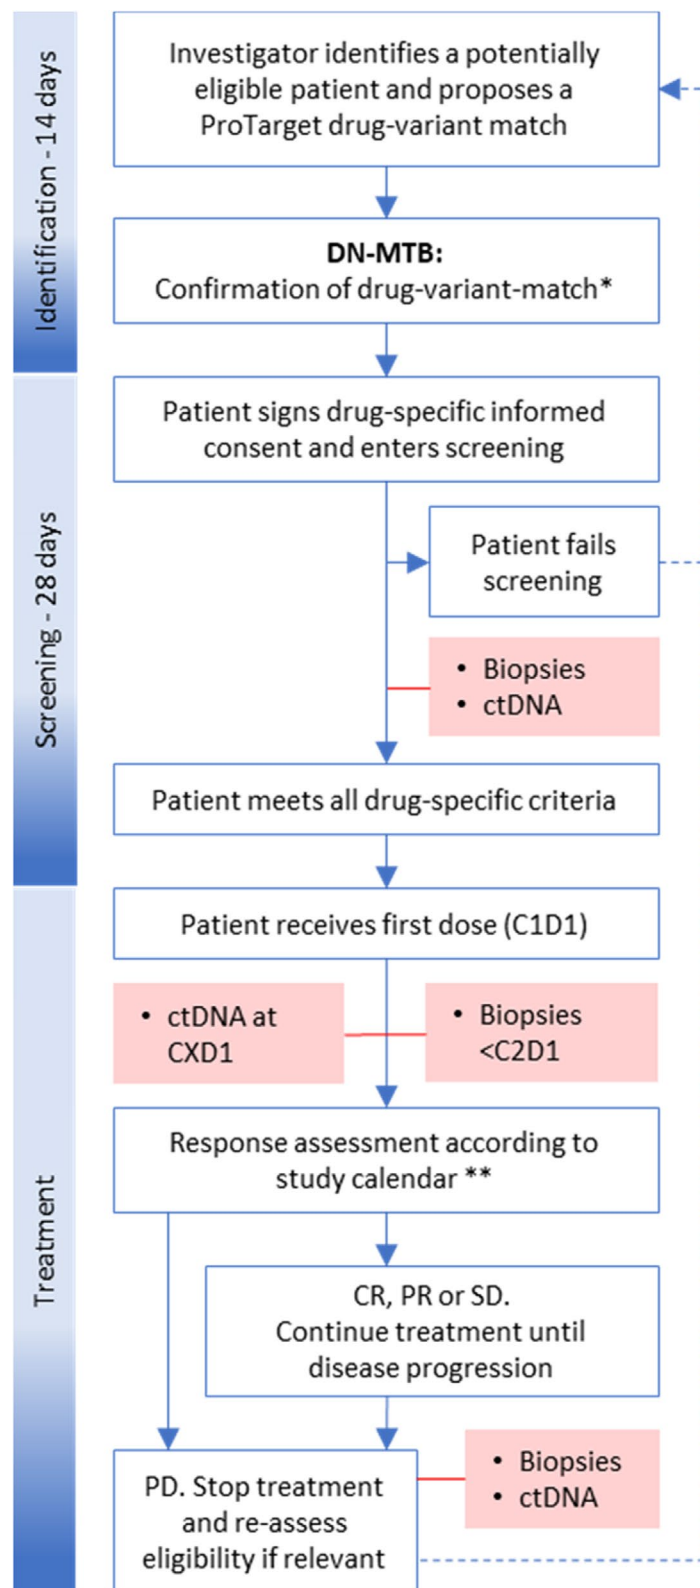 Identification - 14 days
Investigator identifies a potentially
eligible patient and proposes a
ProTarget drug-variant match
DN-MTB:
Confirmation of drug-variant-match*
Screening - 28 days
Patient signs drug-specific informed
consent and enters screening
Patient fails
screening
• Biopsies
• ctDNA
Patient meets all drug-specific criteria
Treatment
Patient receives first dose (C1D1)
• ctDNA at
CXD1
• Biopsies
<C2D1
Response assessment according to
study calendar **
CR, PR or SD.
Continue treatment until
disease progression
PD. Stop treatment
and re-assess
eligibility if relevant
• Biopsies
• ctDNA